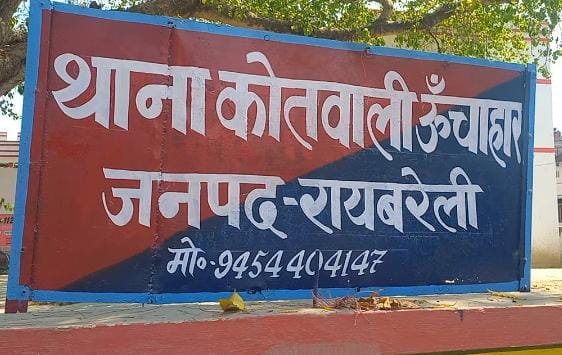 थाना कोतवाली ऊँचाहार
जनपद-रायबरेली
मो०-9454404147